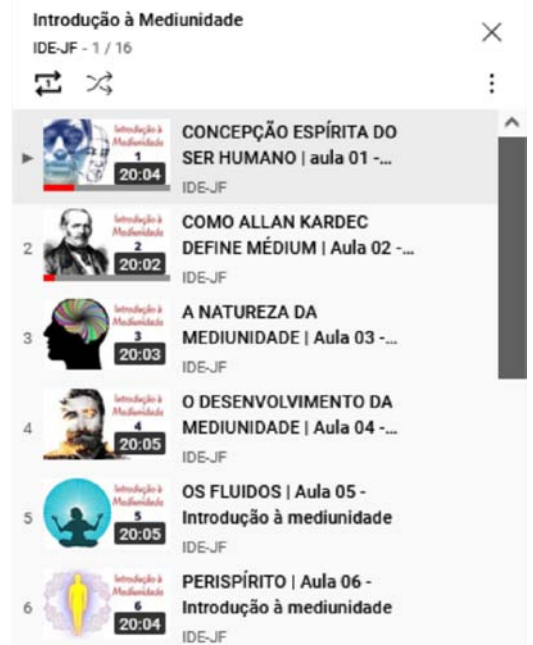 Introdução à Mediunidade
IDE-JF - 1 / 16
1
Introdução à
Mediunidade
1
20:04
CONCEPÇÃO ESPÍRITA DO
SER HUMANO | aula 01 -...
IDE-JF
2
Introdução à
Mediunidade
2
20:02
COMO ALLAN KARDEC
DEFINE MÉDIUM | Aula 02 -...
IDE-JF
3
Introdução à
Mediunidade
3
20:03
A NATUREZA DA
MEDIUNIDADE | Aula 03 -...
IDE-JF
4
Introdução à
Mediunidade
4
20:05
O DESENVOLVIMENTO DA
MEDIUNIDADE | Aula 04 -...
IDE-JF
5
Introdução à
Mediunidade
5
20:05
OS FLUIDOS | Aula 05 -
Introdução à mediunidade
IDE-JF
6
Introdução à
Mediunidade
6
20:04
PERISPÍRITO | Aula 06 -
Introdução à mediunidade
IDE-JF